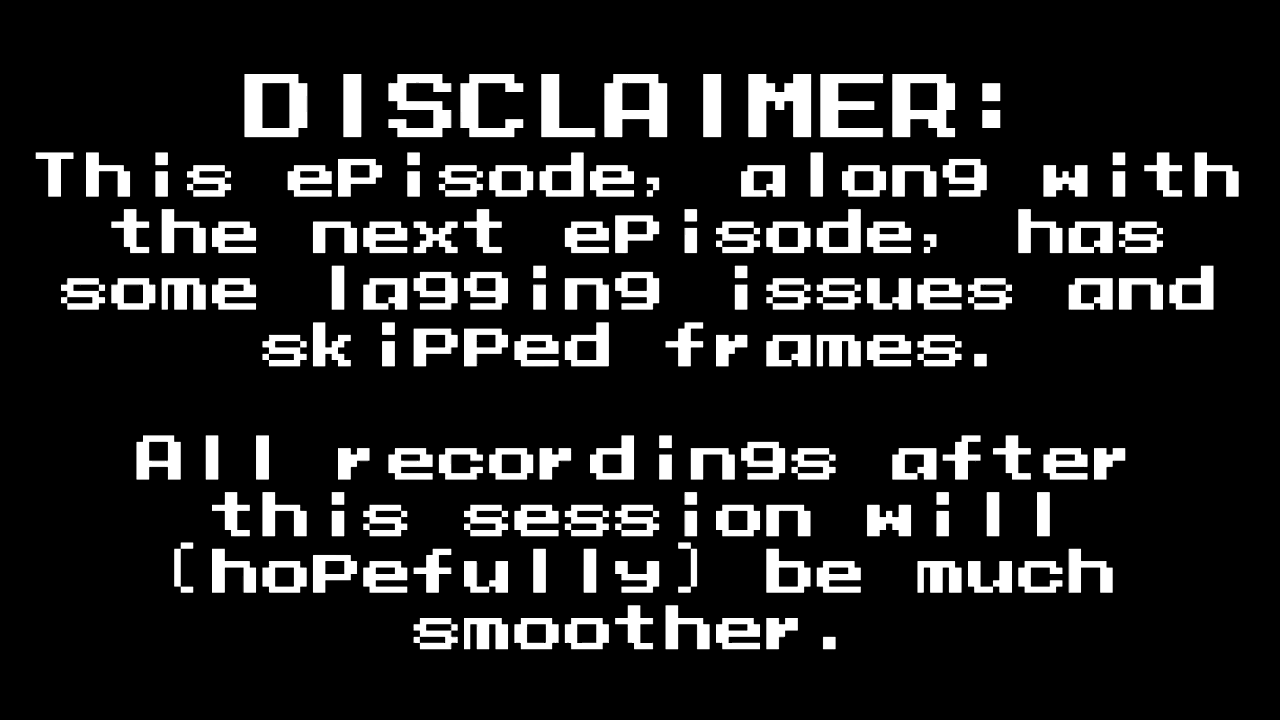 DISCLAIMER:
This episode, along with
the next episode, has
some lagging issues and
skipped frames.
All recordings after
this session will
(hopefully) be much
smoother.